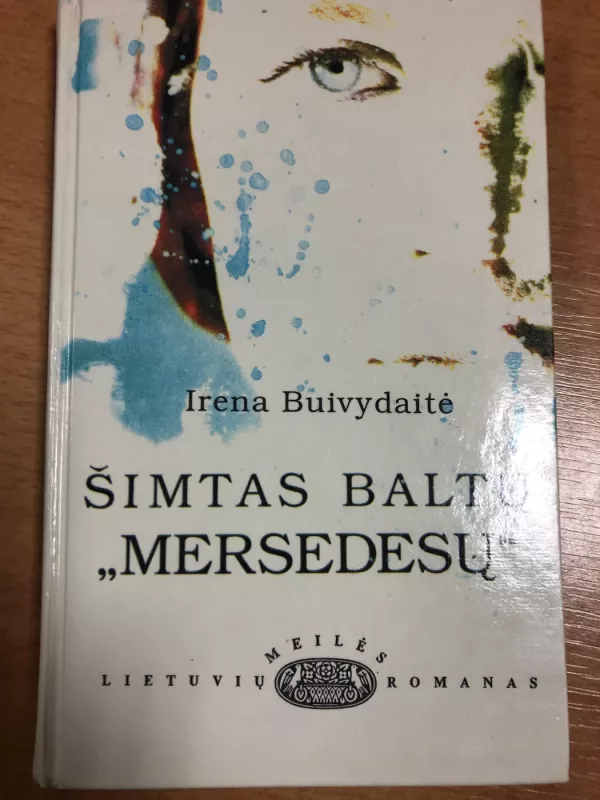 Irena Buivydaitė
ŠIMTAS BALTŲ
„MERSEDESŲ“
LIETUVIŲ MEILĖS ROMANAS